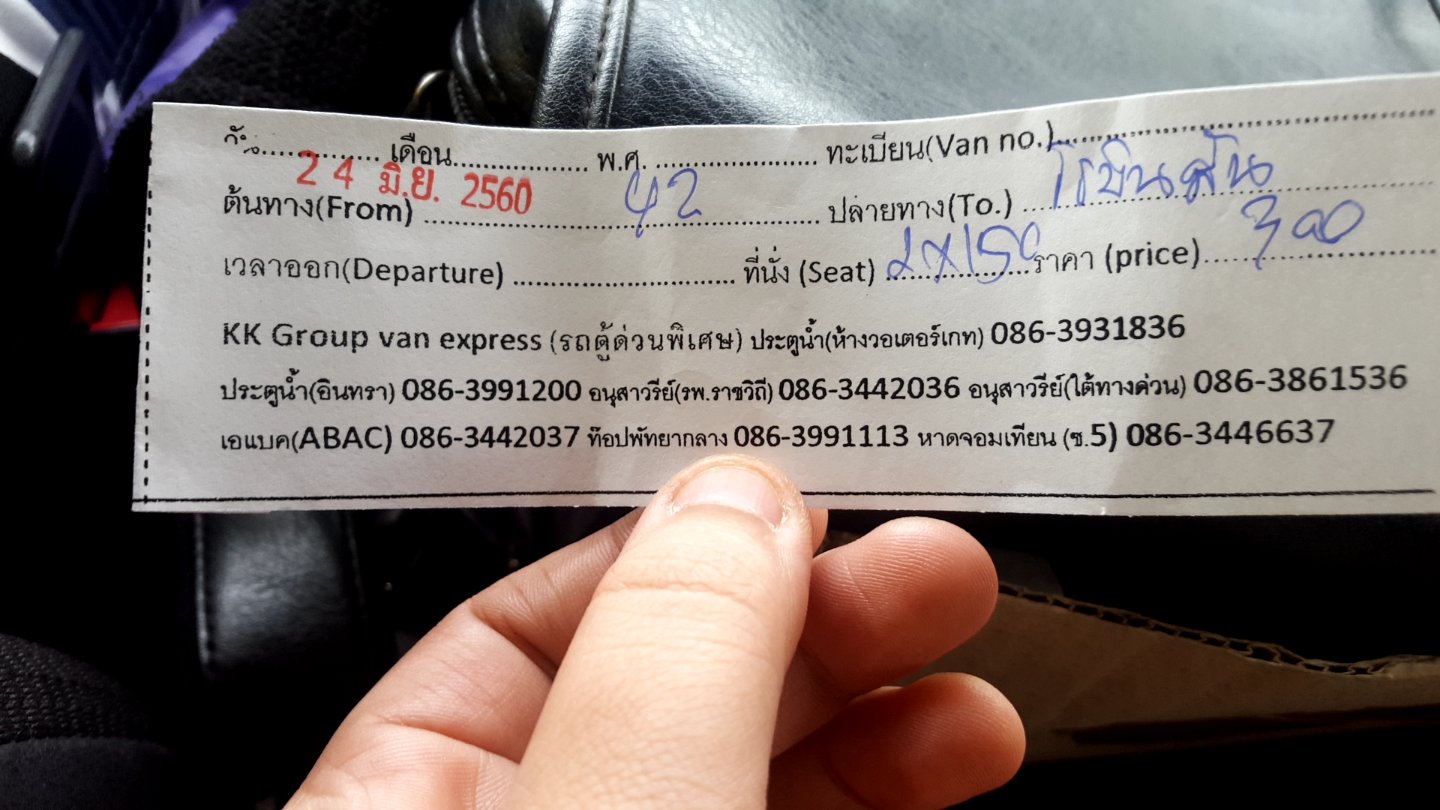 วัน............... เดือน................ พ.ศ. .................... ทะเบียน(Van no.)............................................
24 มิ.ย. 2560
ต้นทาง(From) .................... 42 .................... ปลายทาง(To.) .... โรบินสัน ....................
เวลาออก(Departure) ........................... ที่นั่ง (Seat) 2x150 ราคา (price)..... 300 ....................
KK Group van express (รถตู้ด่วนพิเศษ) ประตูน้ำ(ห้างวอเตอร์เกท) 086-3931836
ประตูน้ำ(อินทรา) 086-3991200 อนุสาวรีย์(รพ.ราชวิถี) 086-3442036 อนุสาวรีย์(ใต้ทางด่วน) 086-3861536
เอแบค(ABAC) 086-3442037 ท๊อปพัทยากลาง 086-3991113 หาดจอมเทียน (ซ.5) 086-3446637